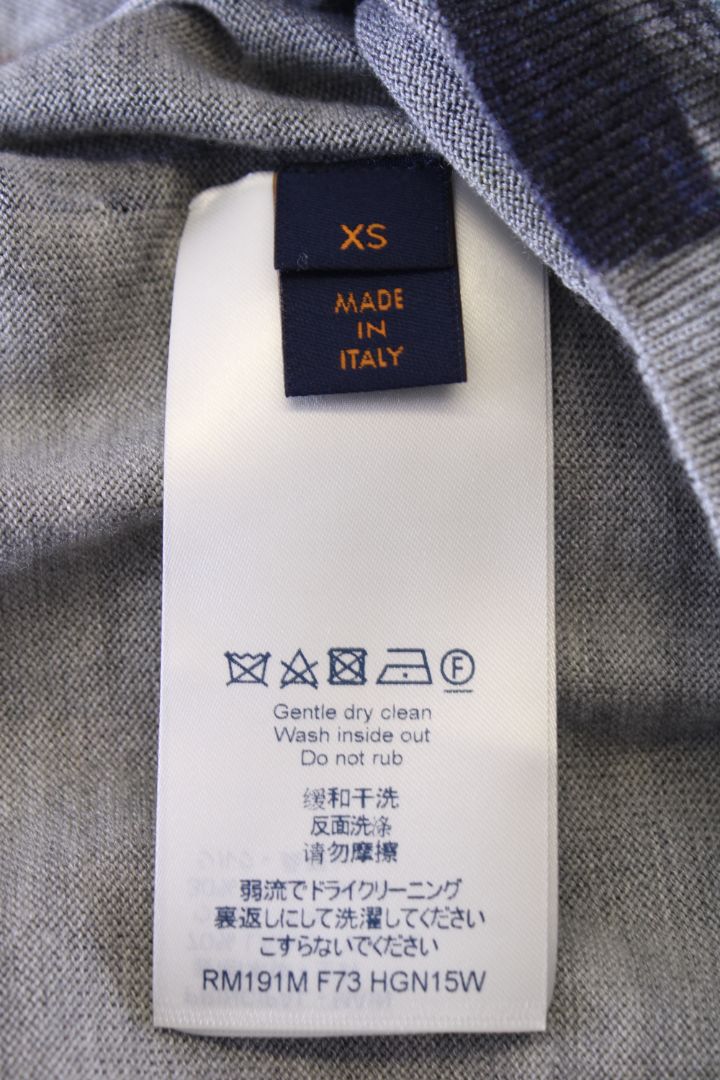 XS
MADE
IN
ITALY
F
Gentle dry clean
Wash inside out
Do not rub
缓和干洗
反面洗涤
请勿摩擦
弱流でドライクリーニング
裏返しにして洗濯してください
こすらないでください
RM191M F73 HGN15W